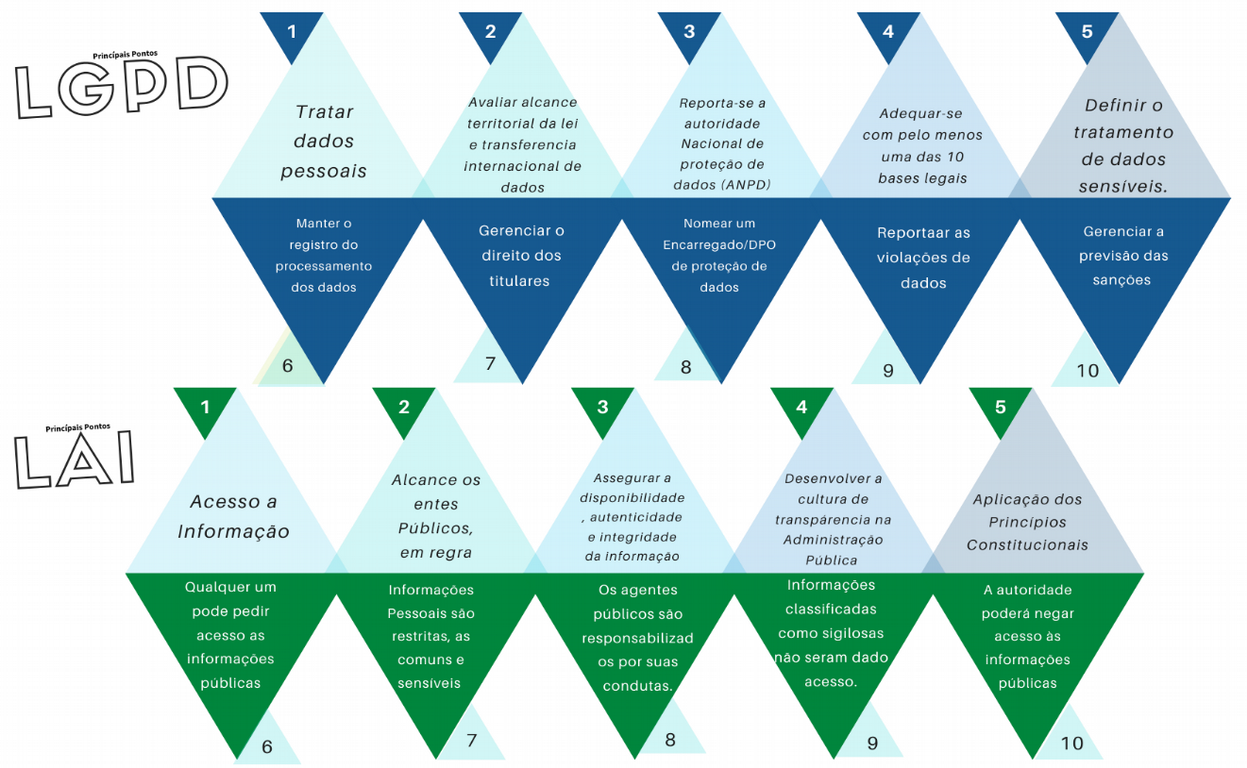 Princípais Pontos
LGPD
1
Tratar
dados
pessoais
2
Avaliar alcance
territorial da lei
e transferencia
internacional de
dados
3
Reporta-se a
autoridade
Nacional de
proteção de
dados (ANPD)
4
Adequar-se
com pelo menos
uma das 10
bases legais
5
Definir o
tratamento
de dados
sensíveis.
Manter o
registro do
processamento
dos dados
6
Gerenciar o
direito dos
titulares
7
Nomear um
Encarregado/DPO
de proteção de
dados
8
Reportaar as
violações de
dados
9
Gerenciar a
previsão das
sanções
10
Princípais Pontos
LAI
1
Acesso a
Informação
2
Alcance os
entes
Públicos,
em regra
3
Assegurar a
disponibilidade
, autenticidade
e integridade
da informação
4
Desenvolver a
cultura de
transpárencia na
Administração
Pública
5
Aplicação dos
Princípios
Constitucionais
Qualquer um
pode pedir
acesso as
informações
públicas
6
Informações
Pessoais são
restritas, as
comuns e
sensíveis
7
Os agentes
públicos são
responsabilizad
os por suas
condutas.
8
Informações
classificadas
como sigilosas
não seram dado
acesso.
9
A autoridade
poderá negar
acesso às
informações
públicas
10